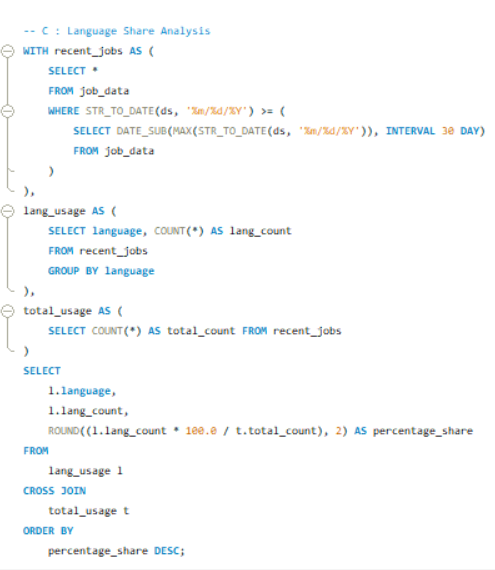 -- C : Language Share Analysis
WITH recent_jobs AS (
SELECT *
FROM job_data
WHERE STR_TO_DATE(ds, '%m/%d/%Y') >= (
SELECT DATE_SUB(MAX(STR_TO_DATE(ds, '%m/%d/%Y')), INTERVAL 30 DAY)
FROM job_data
)
),
lang_usage AS (
SELECT language, COUNT(*) AS lang_count
FROM recent_jobs
GROUP BY language
),
total_usage AS (
SELECT COUNT(*) AS total_count FROM recent_jobs
)
SELECT
l.language,
l.lang_count,
ROUND((l.lang_count * 100.0 / t.total_count), 2) AS percentage_share
FROM
lang_usage l
CROSS JOIN
total_usage t
ORDER BY
percentage_share DESC;